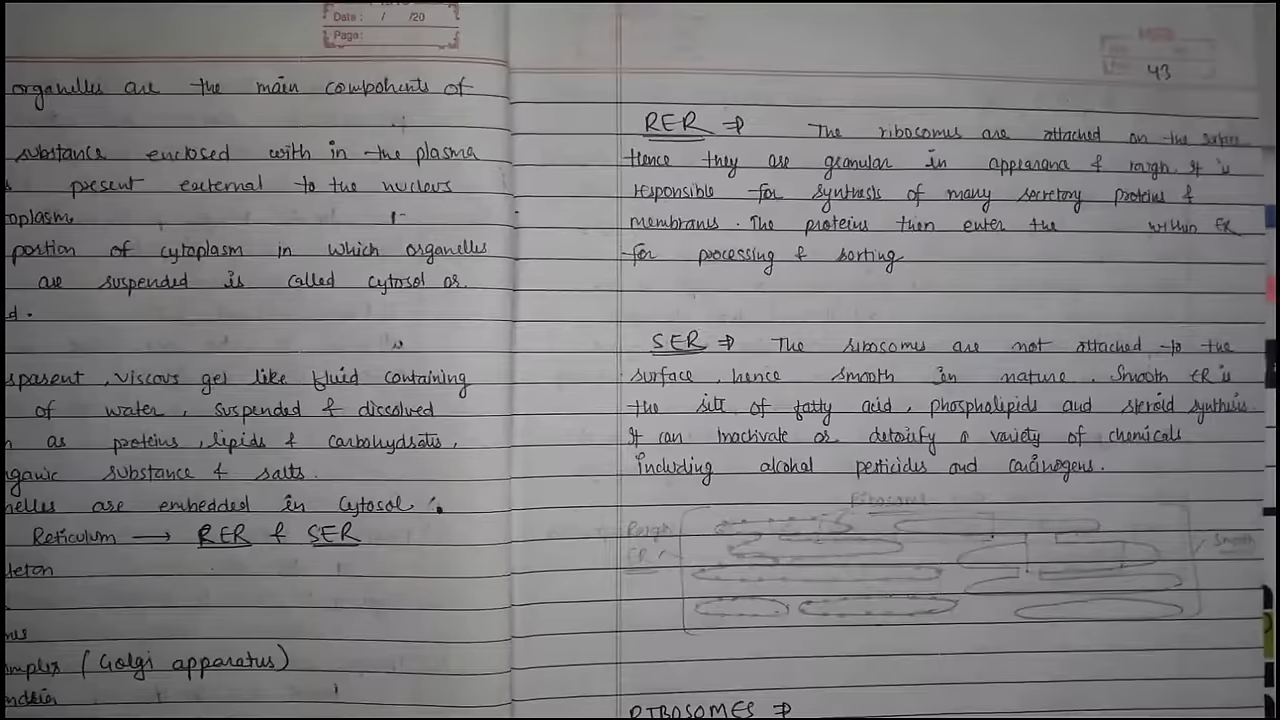 Date : / /20
Page:
organelles are the main components of
substance enclosed with in the plasma
present external to the nucleus
oplasm
portion of cytoplasm in which organelles
are suspended is called cytosol or
d.
sparent, viscous gel like fluid containing
of water, suspended & dissolved
as proteins, lipids & carbohydrates,
ganic substance & salts.
nelles are embedded in cytosol.
Reticulum → RER & SER
leton
mplex (Golgi apparatus)
43
RER ⇒ The ribosomes are attached on the
Hence they are granular in appearance & rough. It is
responsible for synthesis of many secretory proteins &
membranes. The proteins then enter the within ER
for processing & sorting
SER ⇒ The ribosomes are not attached to the
surface, hence smooth in nature. Smooth ER is
the site of fatty acid, phospholipids and steroid synthesis.
It can inactivate or detoxify a variety of chemicals
including alcohol pesticides and carcinogens.
Ribosomes
Rough
ER
Smooth
RIBOSOMES ⇒